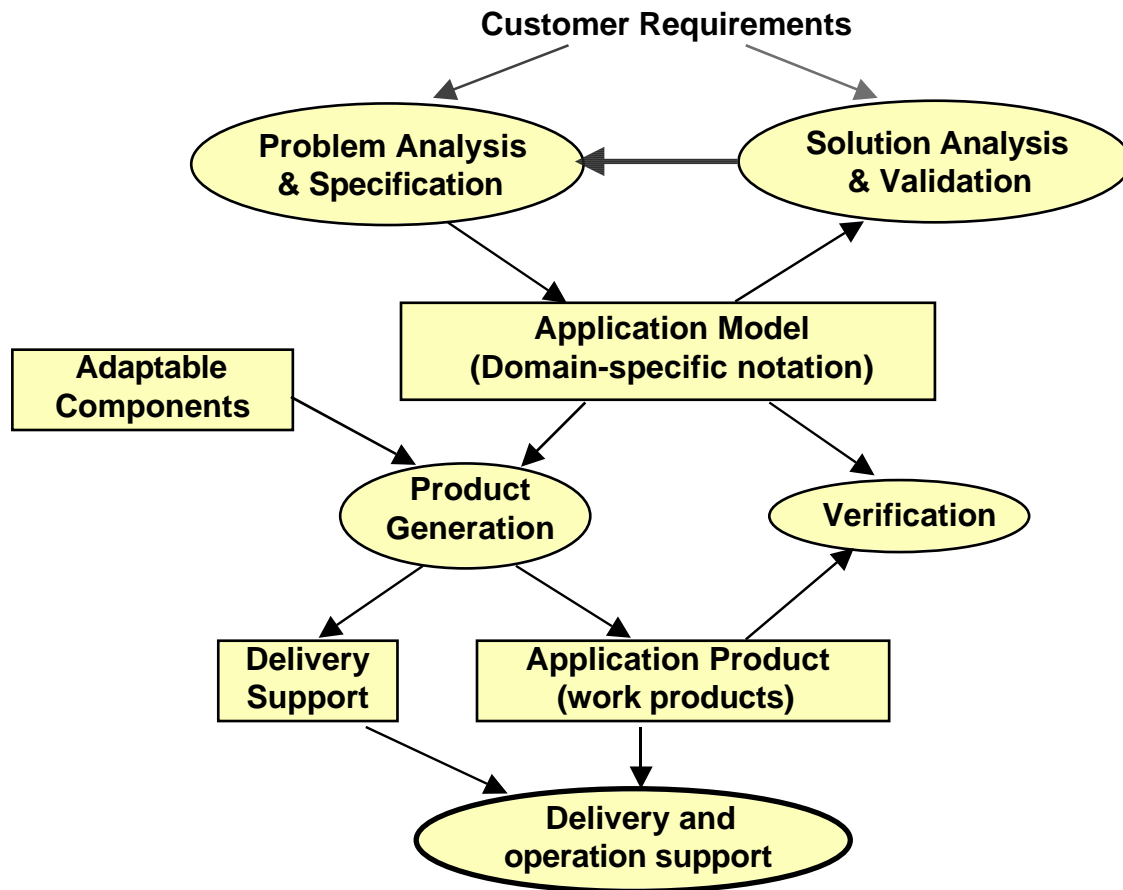 Customer Requirements
Problem Analysis
& Specification
Solution Analysis
& Validation
Application Model
(Domain-specific notation)
Adaptable
Components
Product
Generation
Verification
Delivery
Support
Application Product
(work products)
Delivery and
operation support